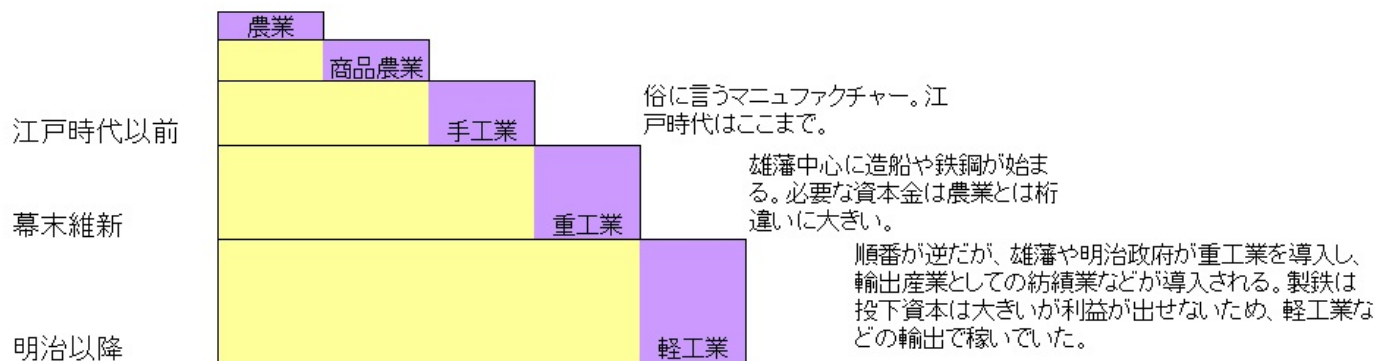 農業
商品農業
俗に言うマニュファクチャー。江
戸時代はここまで。
江戸時代以前
手工業
雄藩中心に造船や鉄鋼が始ま
る。必要な資本金は農業とは桁
違いに大きい。
幕末維新
重工業
順番が逆だが、雄藩や明治政府が重工業を導入し、
輸出産業としての紡績業などが導入される。製鉄は
投下資本は大きいが利益が出せないため、軽工業な
どの輸出で稼いでいた。
明治以降
軽工業